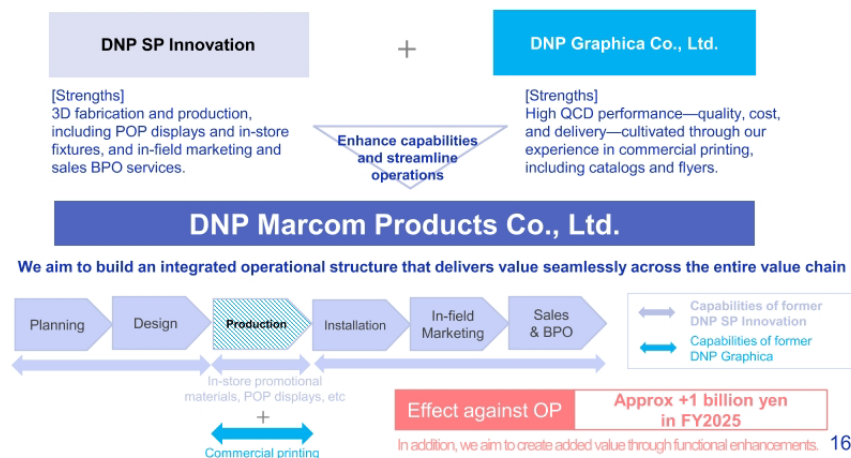 DNP SP Innovation
+
DNP Graphica Co., Ltd.
[Strengths]
3D fabrication and production,
including POP displays and in-store
fixtures, and in-field marketing and
sales BPO services.
Enhance capabilities
and streamline
operations
[Strengths]
High QCD performance—quality, cost,
and delivery—cultivated through our
experience in commercial printing,
including catalogs and flyers.
DNP Marcom Products Co., Ltd.
We aim to build an integrated operational structure that delivers value seamlessly across the entire value chain
Planning
Design
Production
Installation
In-field
Marketing
Sales
& BPO
Capabilities of former
DNP SP Innovation
Capabilities of former
DNP Graphica
In-store promotional
materials, POP displays, etc
+
Commercial printing
Effect against OP
Approx +1 billion yen
in FY2025
In addition, we aim to create added value through functional enhancements.
16